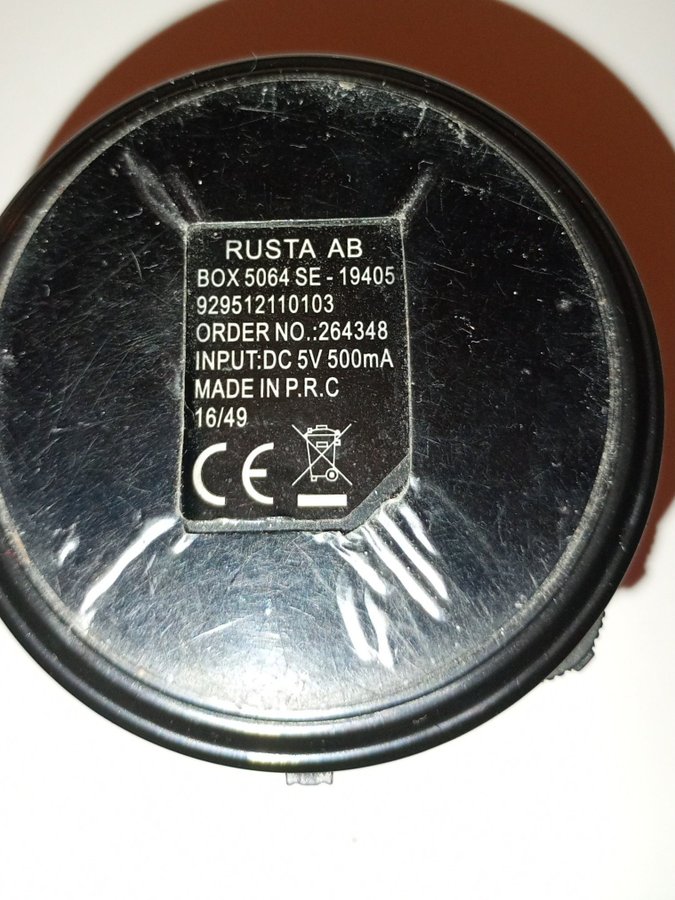 RUSTA AB
BOX 5064 SE - 19405
929512110103
ORDER NO.:264348
INPUT:DC 5V 500mA
MADE IN P.R.C
16/49
CE